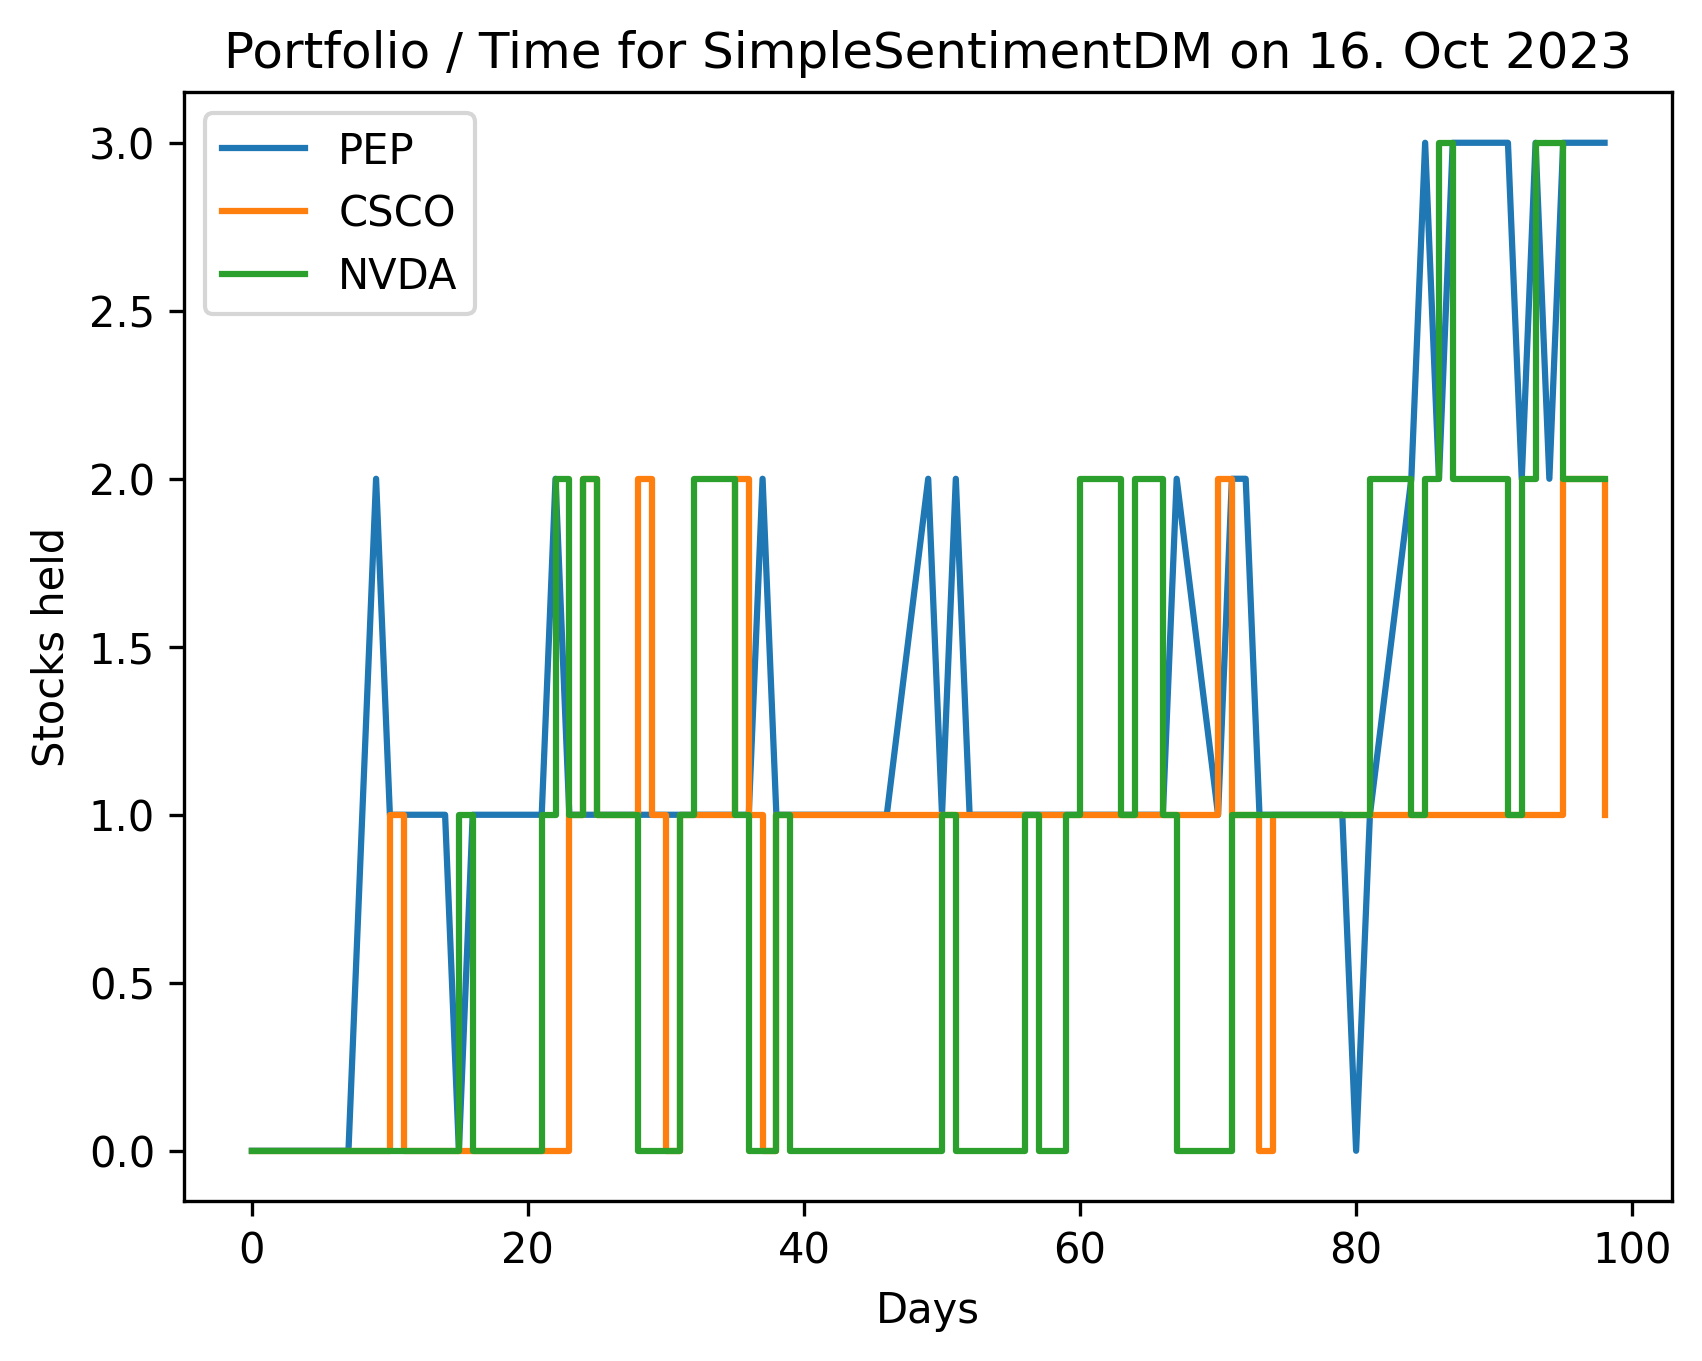 Portfolio / Time for SimpleSentimentDM on 16. Oct 2023
PEP
CSCO
NVDA
3.0
2.5
2.0
1.5
1.0
0.5
0.0
Stocks held
0 20 40 60 80 100
Days